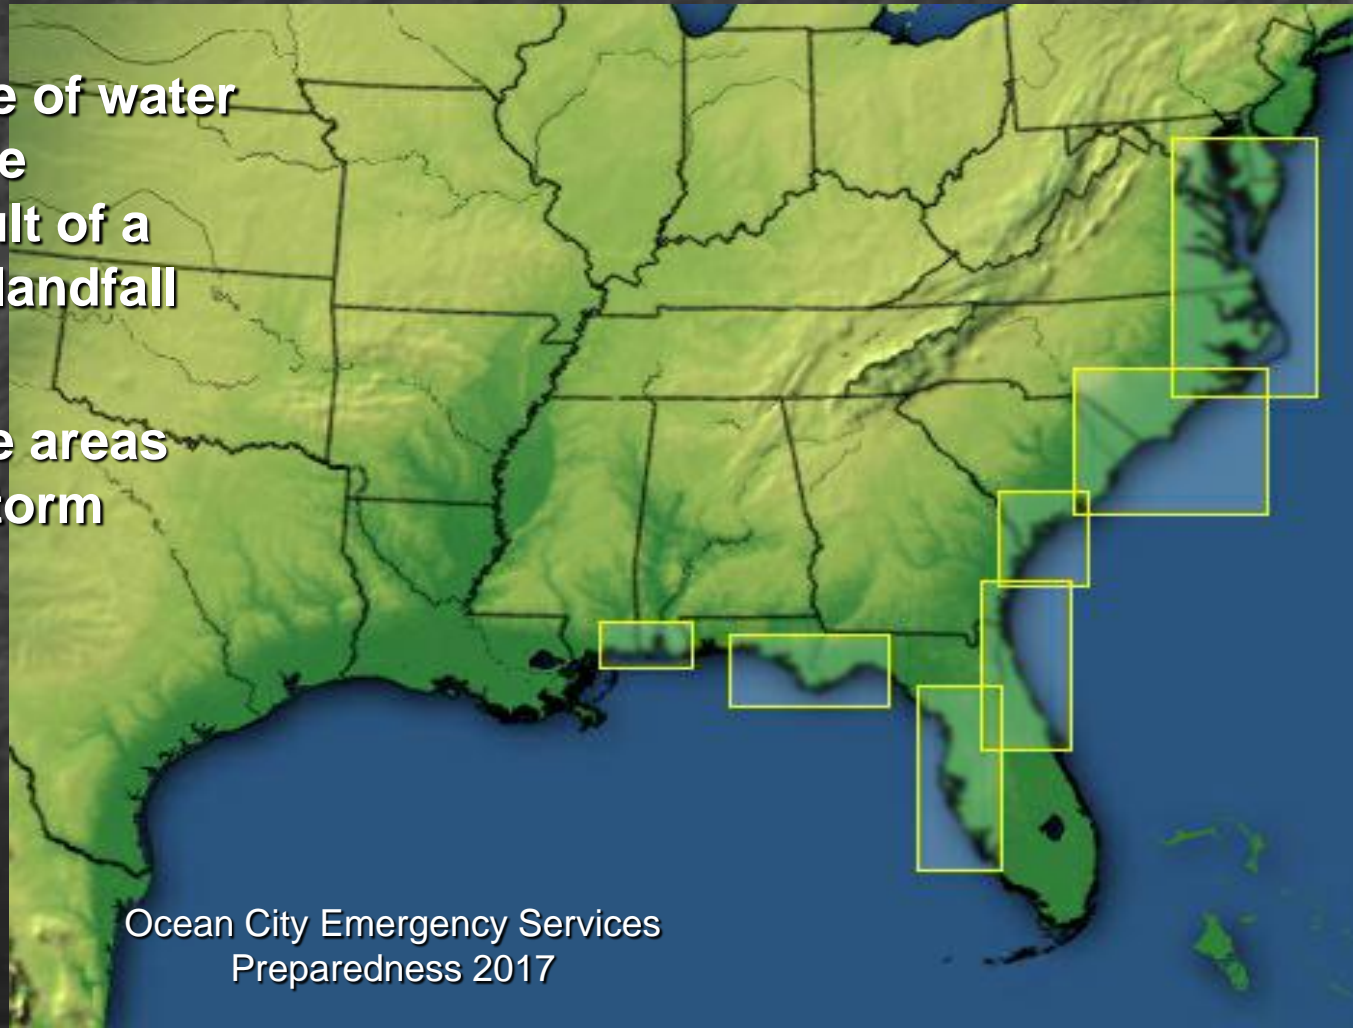 e of water
e
ult of a
landfall
e areas
torm
Ocean City Emergency Services
Preparedness 2017